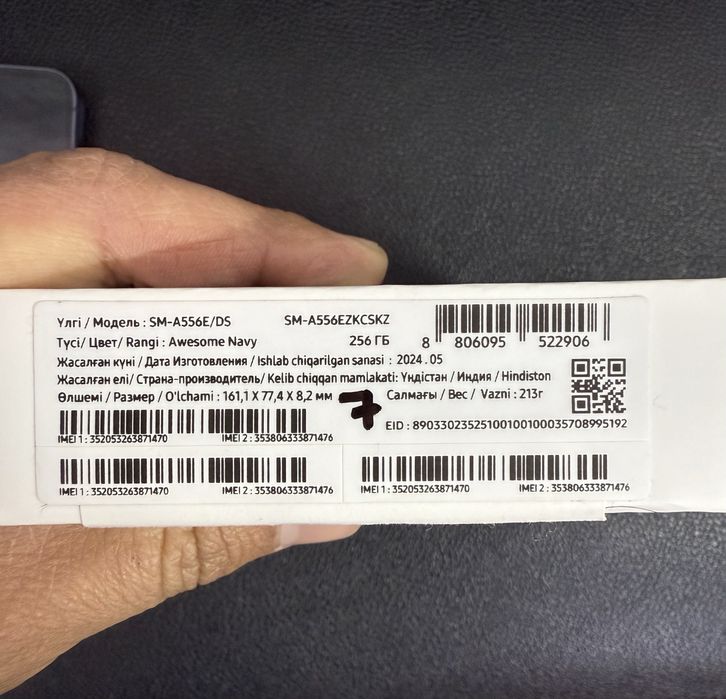 Үлгі / Модель : SM-A556E/DS SM-A556EZKCSKZ
Түсі/ Цвет/ Rangi : Awesome Navy 256 ГБ
8 806095 522906
Жасалған күні / Дата Изготовления / Ishlab chiqarilgan sanasi : 2024 . 05
Жасалған елі/ Страна-производитель/ Kelib chiqqan mamlakati: Үндістан / Индия / Hindiston
Өлшемі / Размер / O'lchami : 161,1 X 77,4 X 8,2 мм Салмағы / Вес / Vazni : 213г
7
EID : 89033023525100100100035708995192
IMEI 1 : 352053263871470 IMEI 2 : 353806333871476
IMEI 1 : 352053263871470 IMEI 2 : 353806333871476
IMEI 1 : 352053263871470 IMEI 2 : 353806333871476